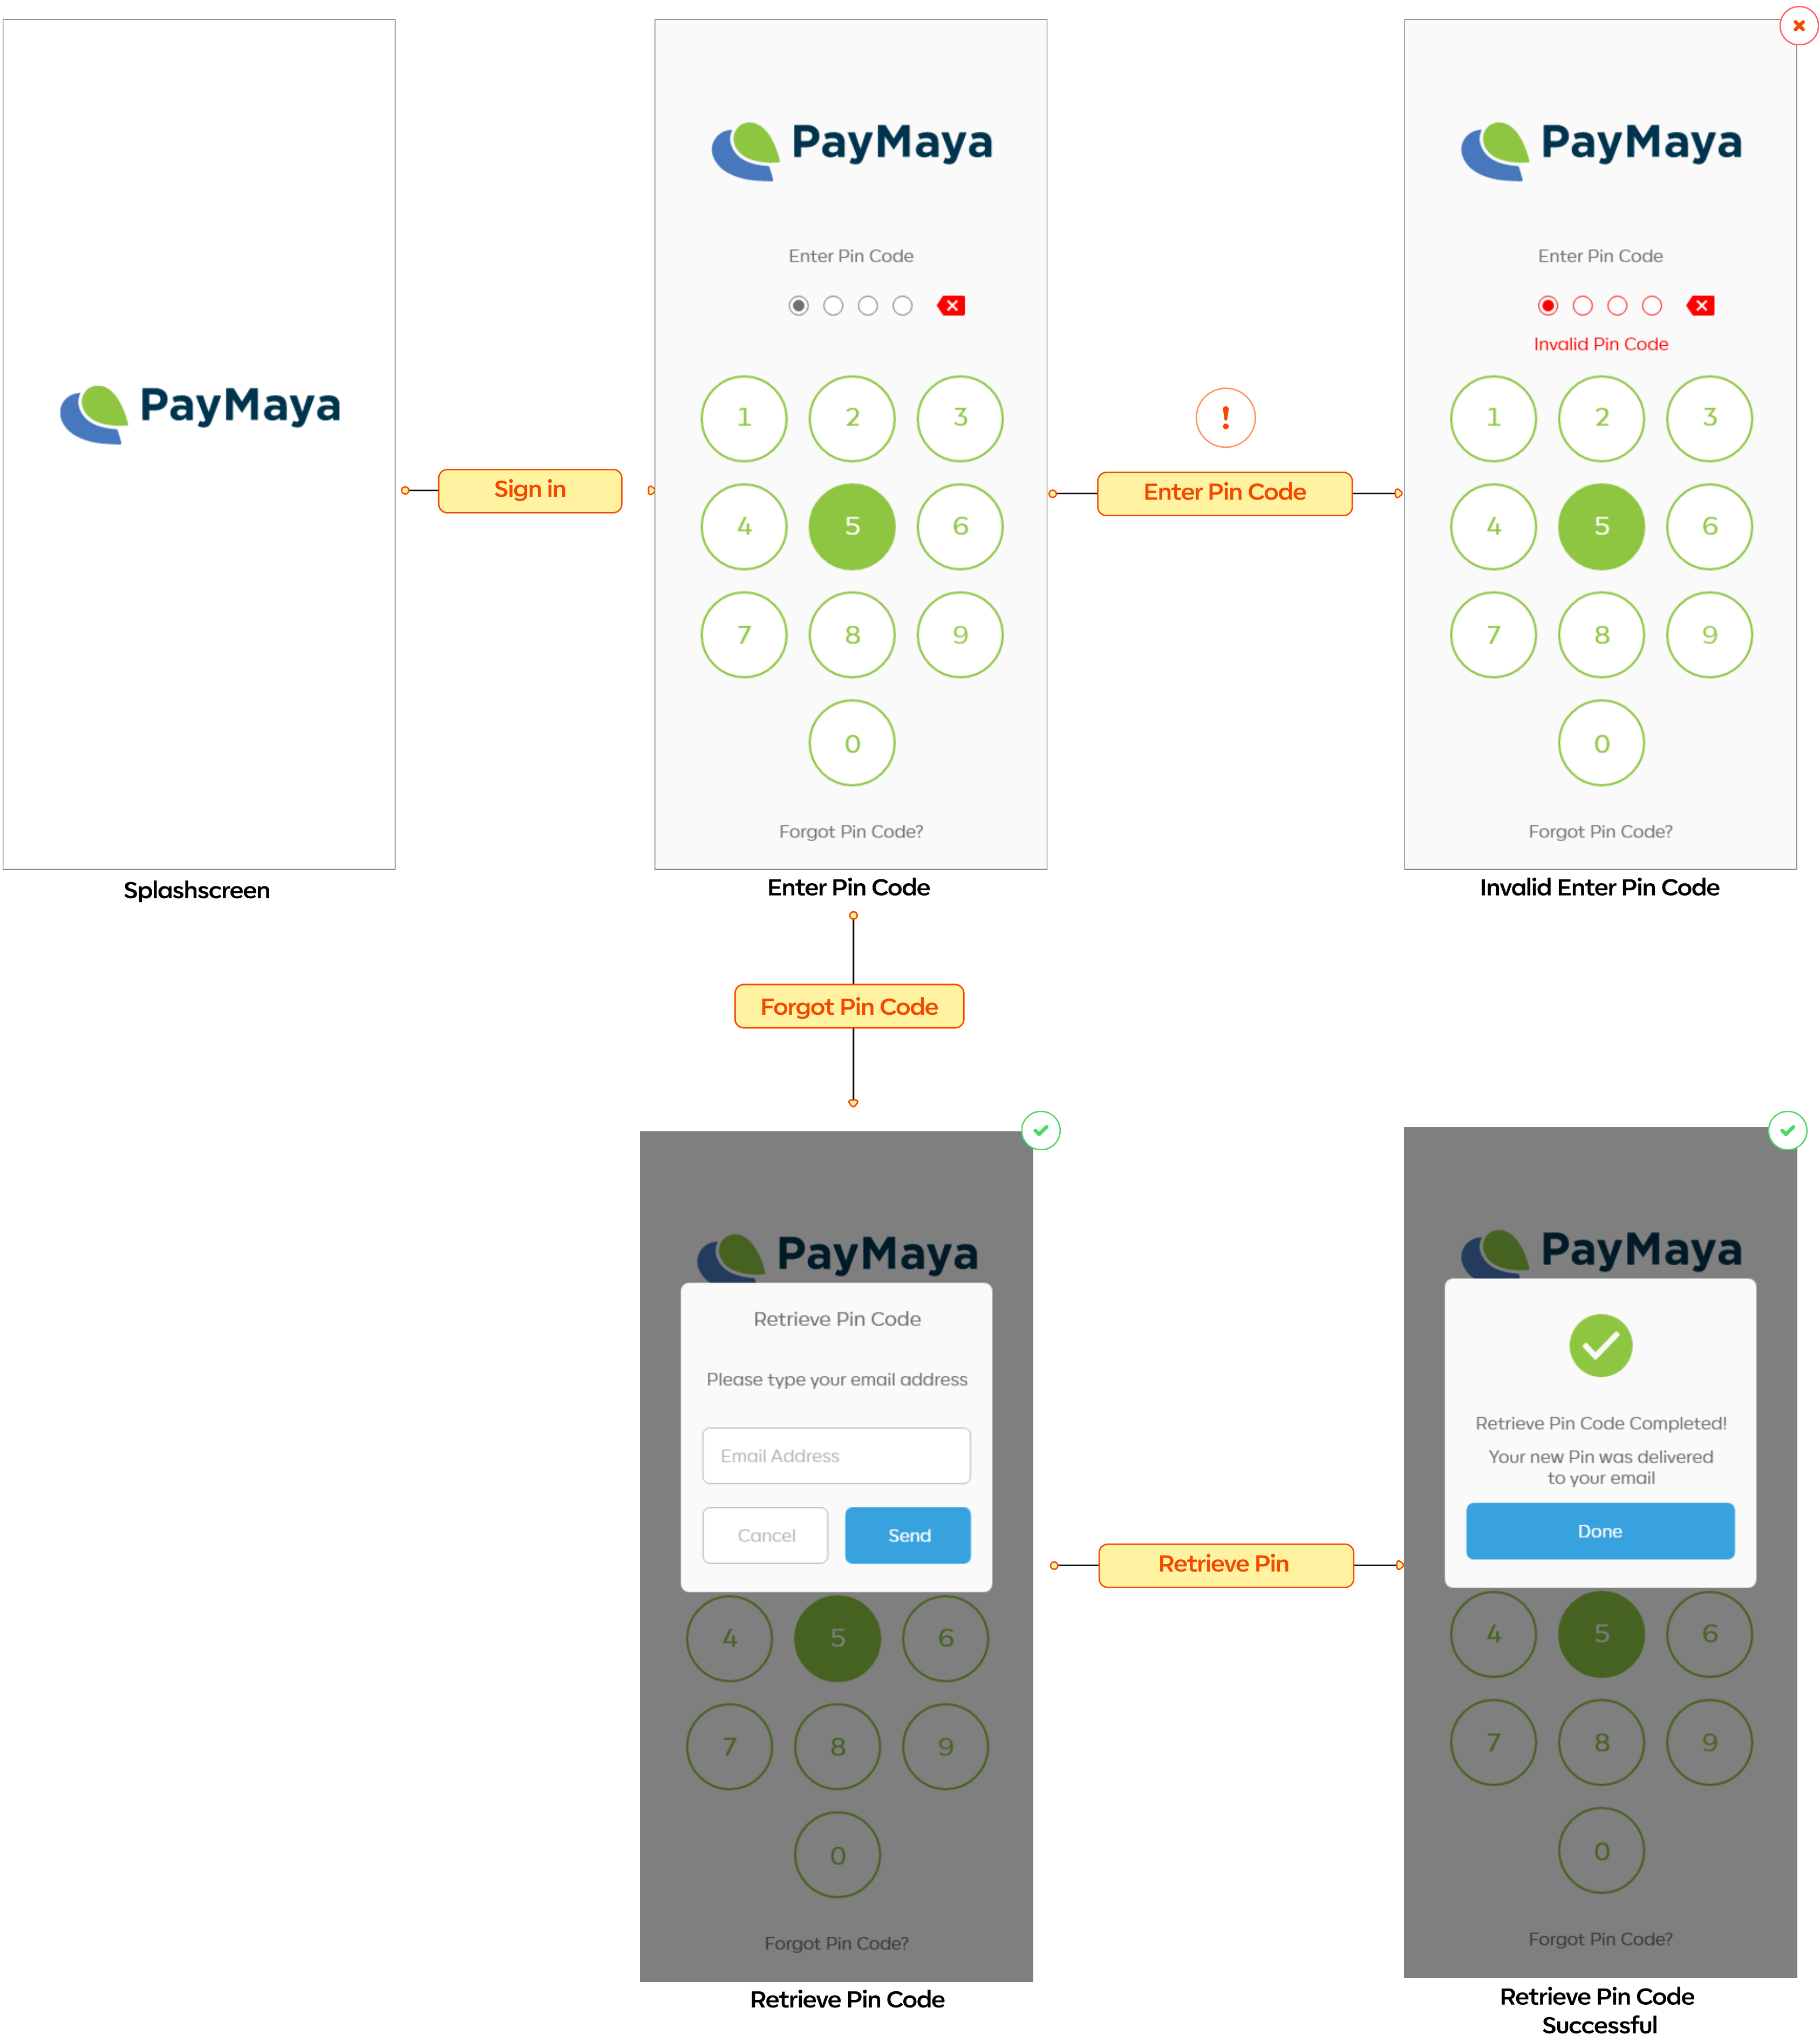 PayMaya
Splashscreen
Sign in
PayMaya
Enter Pin Code
1 2 3
4 5 6
7 8 9
0
Forgot Pin Code?
Enter Pin Code
!
Enter Pin Code
PayMaya
Enter Pin Code
Invalid Pin Code
1 2 3
4 5 6
7 8 9
0
Forgot Pin Code?
Invalid Enter Pin Code
Forgot Pin Code
PayMaya
Retrieve Pin Code
Please type your email address
Email Address
Cancel Send
4 5 6
7 8 9
0
Forgot Pin Code?
Retrieve Pin Code
Retrieve Pin
PayMaya
Retrieve Pin Code Completed!
Your new Pin was delivered
to your email
Done
4 5 6
7 8 9
0
Forgot Pin Code?
Retrieve Pin Code
Successful